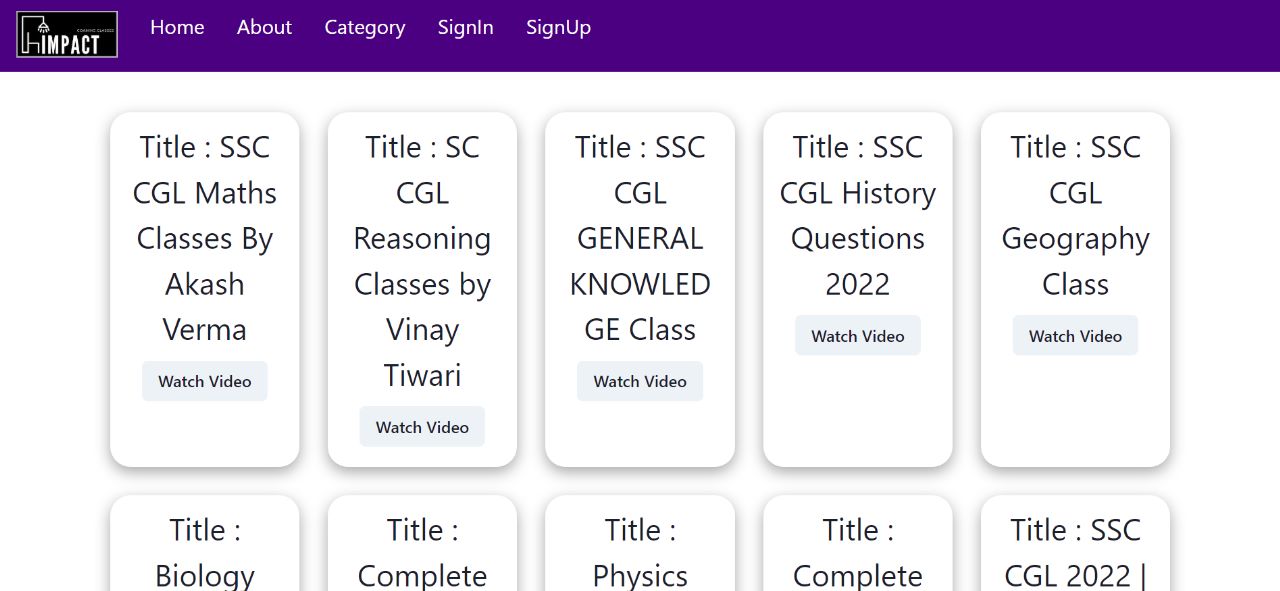 COACHING CLASSES
IMPACT
Home
About
Category
SignIn
SignUp
Title : SSC
CGL Maths
Classes By
Akash
Verma
Watch Video
Title : SC
CGL
Reasoning
Classes by
Vinay
Tiwari
Watch Video
Title : SSC
CGL
GENERAL
KNOWLED
GE Class
Watch Video
Title : SSC
CGL History
Questions
2022
Watch Video
Title : SSC
CGL
Geography
Class
Watch Video
Title :
Biology
Title :
Complete
Title :
Physics
Title :
Complete
Title : SSC
CGL 2022 |